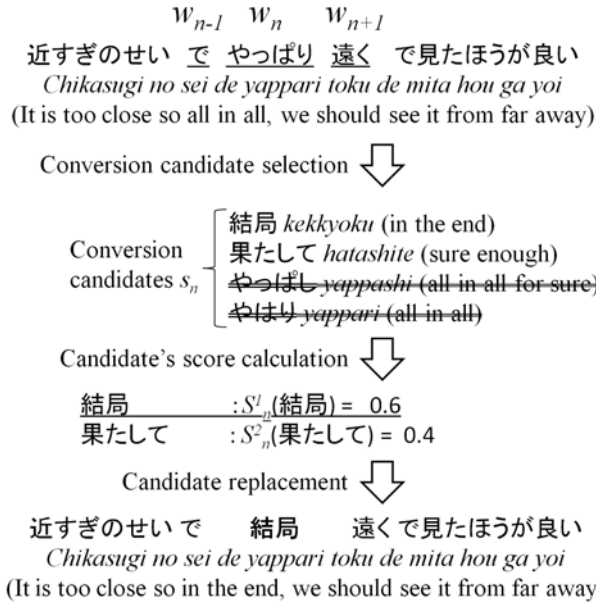 w_{n-1} w_n w_{n+1}
近すぎのせい で やっぱり 遠く で見たほうが良い
Chikasugi no sei de yappari toku de mita hou ga yoi
(It is too close so all in all, we should see it from far away)
Conversion candidate selection
Conversion candidates s_n
結局 kekkyoku (in the end)
果たして hatashite (sure enough)
やっぱし yappashi (all in all for sure)
やはり yappari (all in all)
Candidate's score calculation
結局 :S^1_n(結局) = 0.6
果たして :S^2_n(果たして) = 0.4
Candidate replacement
近すぎのせい で 結局 遠く で見たほうが良い
Chikasugi no sei de yappari toku de mita hou ga yoi
(It is too close so in the end, we should see it from far away